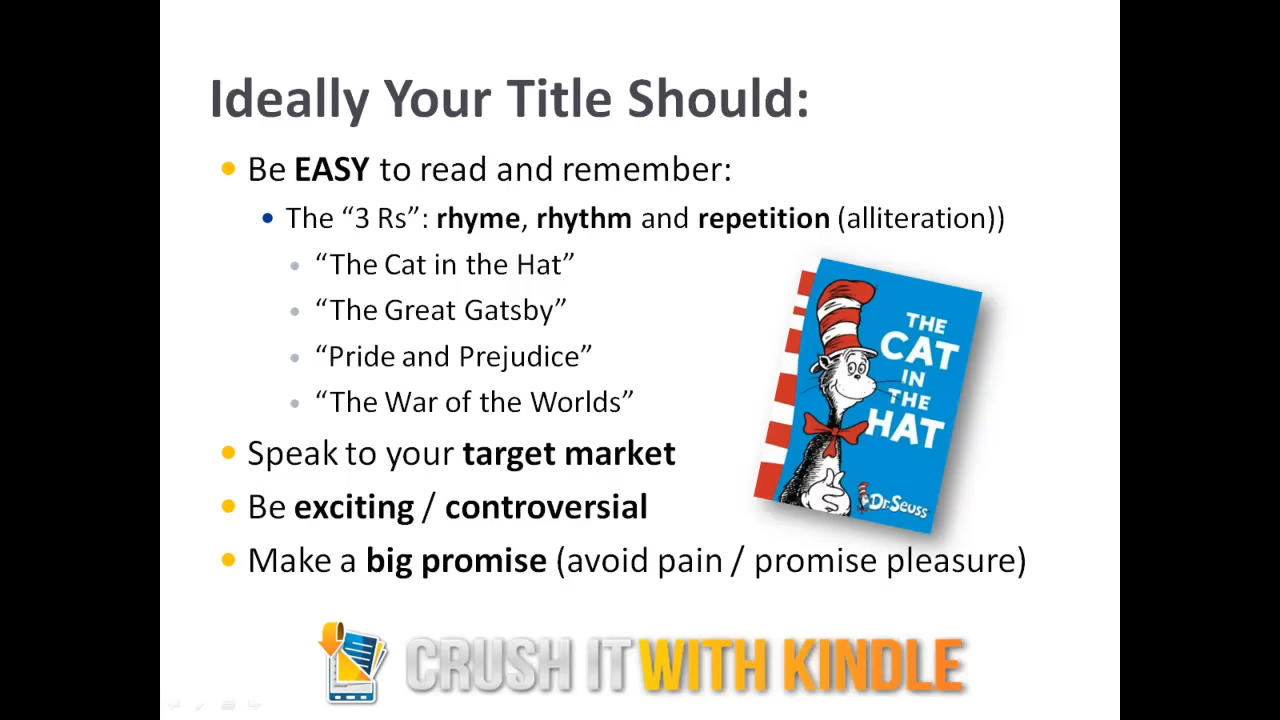 Ideally Your Title Should:
Be EASY to read and remember:
The “3 Rs”: rhyme, rhythm and repetition (alliteration))
“The Cat in the Hat”
“The Great Gatsby”
“Pride and Prejudice”
“The War of the Worlds”
Speak to your target market
Be exciting / controversial
Make a big promise (avoid pain / promise pleasure)
THE
CAT
IN
THE
HAT
Dr. Seuss
CRUSH IT WITH KINDLE